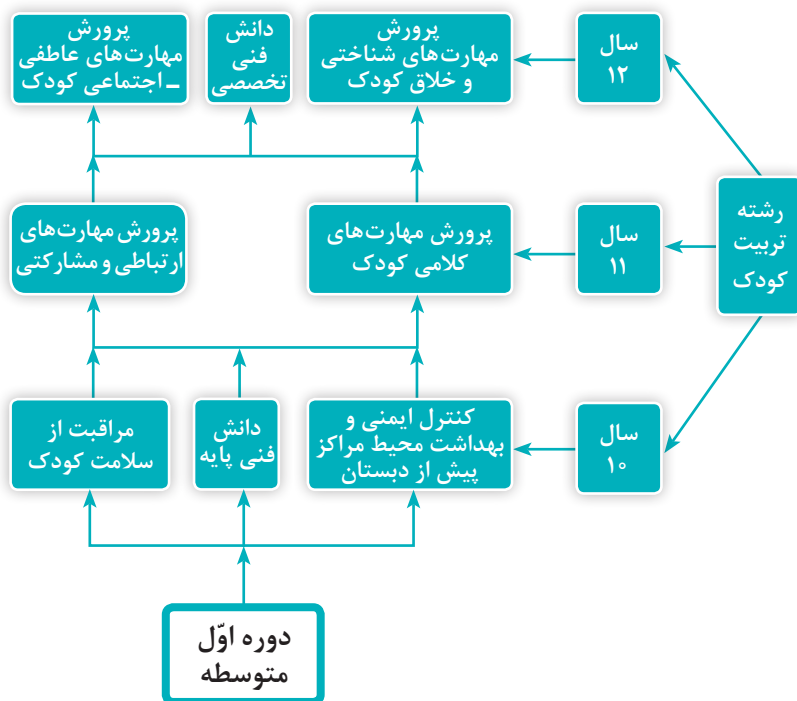 پرورش
مهارت‌های شناختی
و خلاق کودک
دانش
فنی
تخصصی
پرورش
مهارت‌های عاطفی
ـ اجتماعی کودک
سال
۱۲
رشته
تربیت
کودک
سال
۱۱
پرورش مهارت‌های
کلامی کودک
پرورش مهارت‌های
ارتباطی و مشارکتی
سال
۱۰
کنترل ایمنی و
بهداشت محیط مراکز
پیش از دبستان
دانش
فنی پایه
مراقبت از
سلامت کودک
دوره اوّل
متوسطه